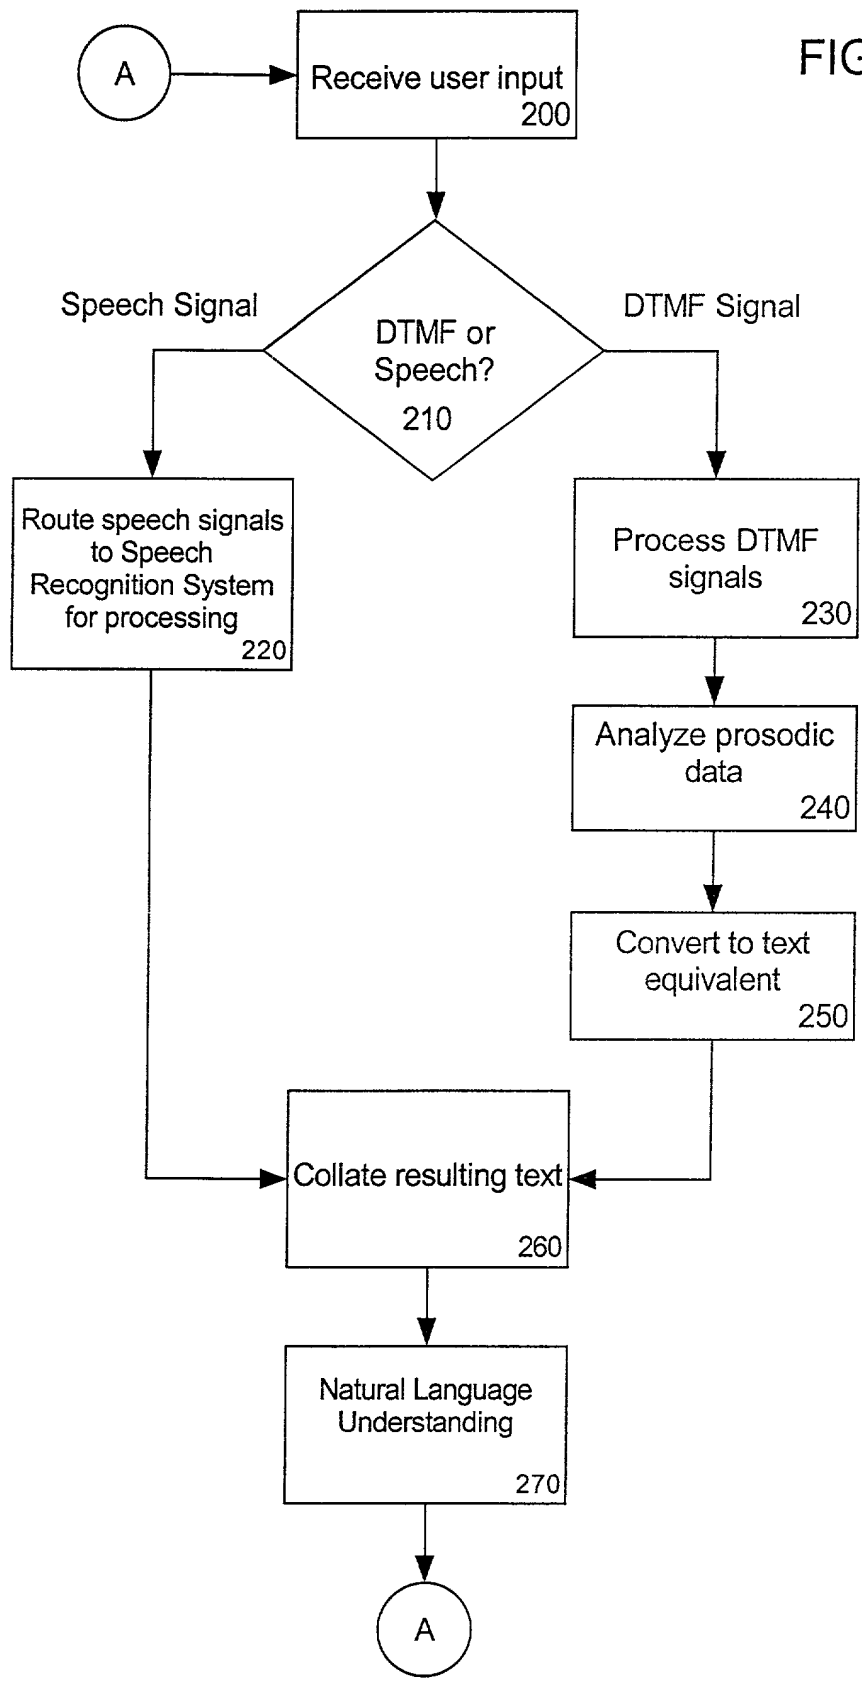 A
Receive user input
200
FIG
Speech Signal
DTMF Signal
DTMF or
Speech?
210
Route speech signals
to Speech
Recognition System
for processing
220
Process DTMF
signals
230
Analyze prosodic
data
240
Convert to text
equivalent
250
Collate resulting text
260
Natural Language
Understanding
270
A